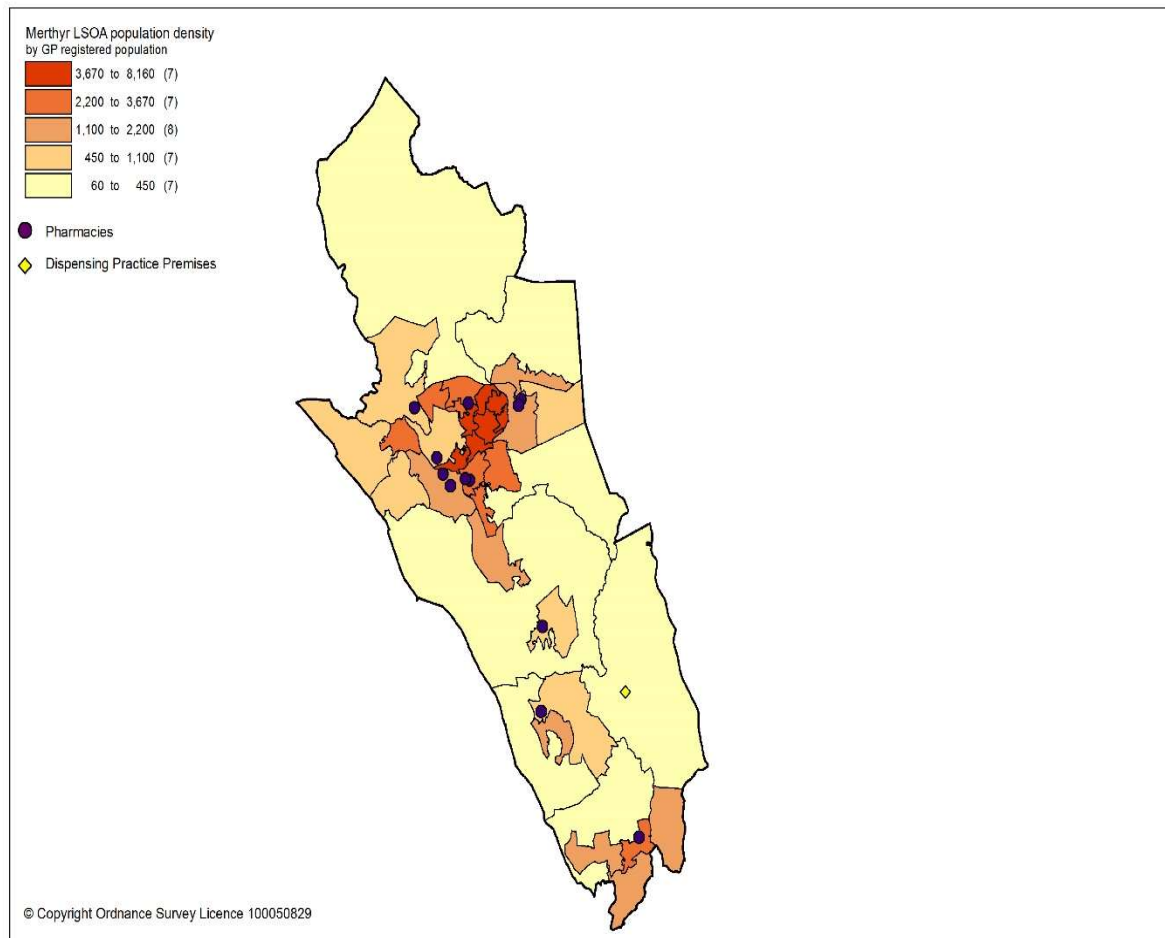 Merthyr LSOA population density
by GP registered population
3,670 to 8,160 (7)
2,200 to 3,670 (7)
1,100 to 2,200 (8)
450 to 1,100 (7)
60 to 450 (7)
Pharmacies
Dispensing Practice Premises
© Copyright Ordnance Survey Licence 100050829